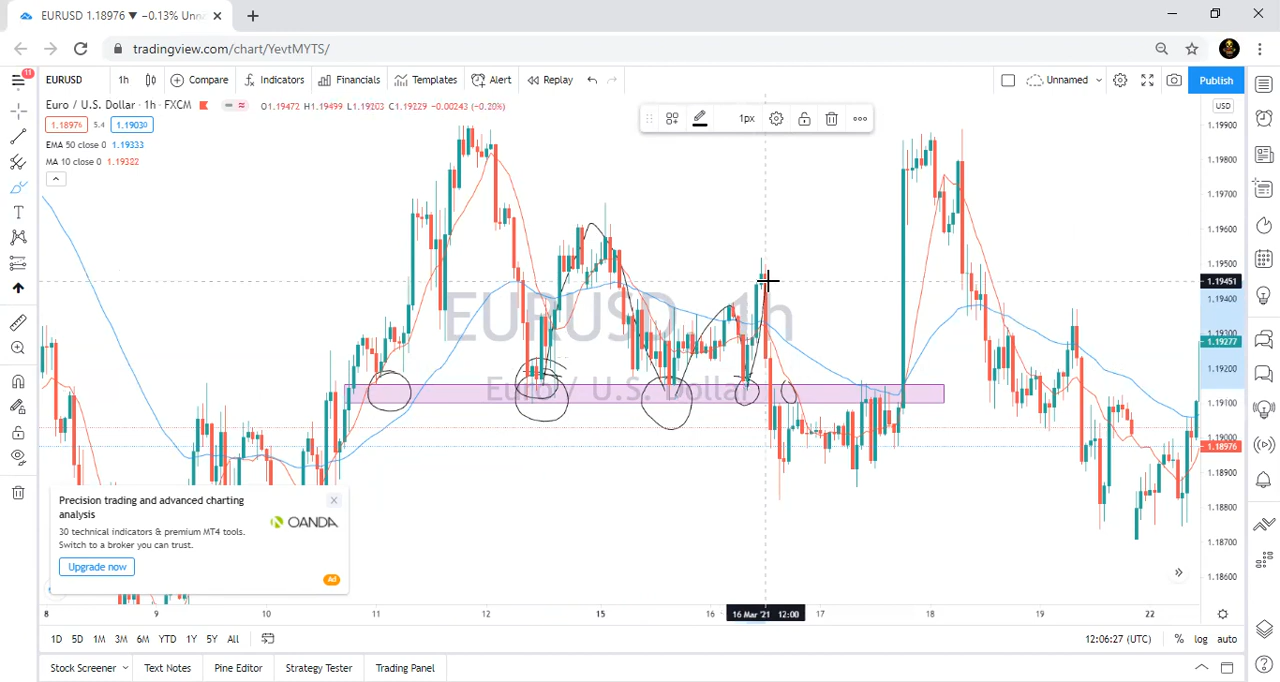 EURUSD 1.18976 ▼ −0.13% Unn
tradingview.com/chart/YevtMYTS/
11
EURUSD 1h Compare Indicators Financials Templates Alert Replay Unnamed Publish
Euro / U.S. Dollar · 1h · FXCM O1.19472 H1.19499 L1.19203 C1.19229 −0.00243 (−0.20%)
1.18976 5.4 1.19030
EMA 50 close 0 1.19333
MA 10 close 0 1.19322
1px
USD
1.19900
1.19800
1.19700
1.19600
1.19500
1.19451
1.19400
1.19300
1.19277
1.19200
1.19100
1.19000
1.18976
1.18900
1.18800
1.18700
1.18600
EURUSD, 1h
Euro / U.S. Dollar
Precision trading and advanced charting
analysis
OANDA
30 technical indicators & premium MT4 tools.
Switch to a broker you can trust.
Upgrade now
Ad
8 9 10 11 12 15 16 16 Mar '21 12:00 17 18 19 22
1D 5D 1M 3M 6M YTD 1Y 5Y All 12:06:27 (UTC) % log auto
Stock Screener Text Notes Pine Editor Strategy Tester Trading Panel